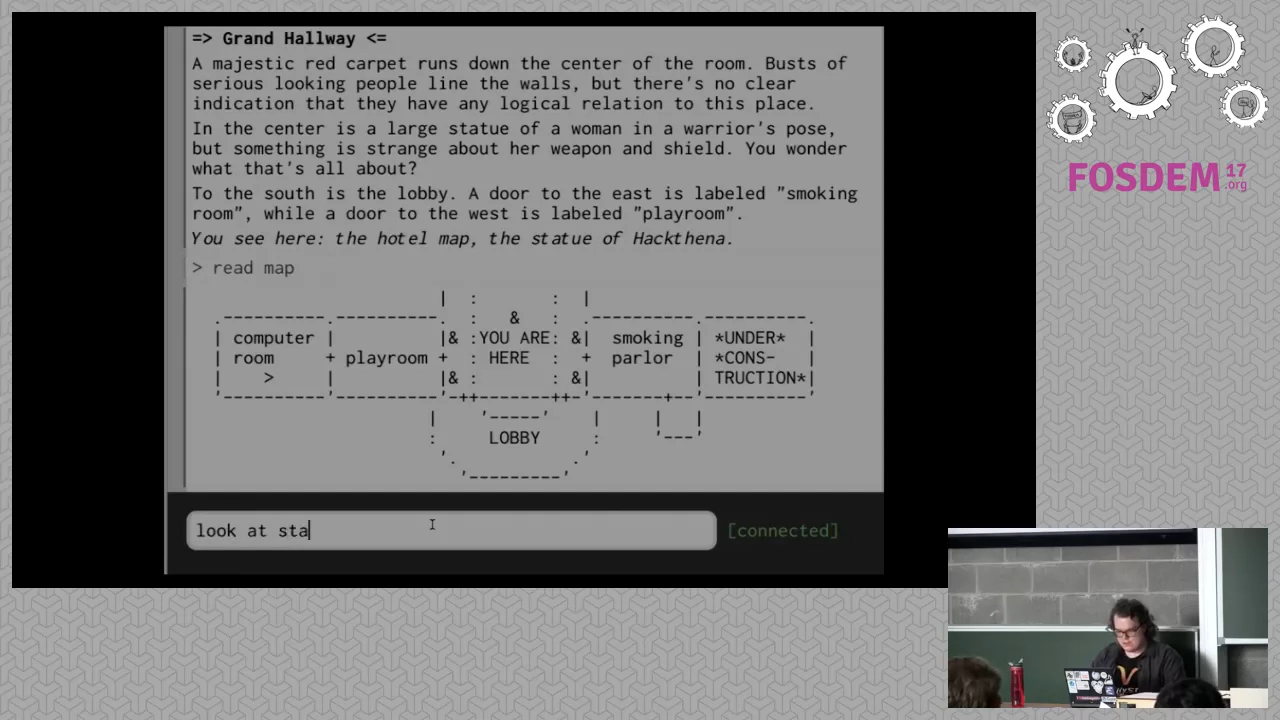 => Grand Hallway <=
A majestic red carpet runs down the center of the room. Busts of
serious looking people line the walls, but there's no clear
indication that they have any logical relation to this place.
In the center is a large statue of a woman in a warrior's pose,
but something is strange about her weapon and shield. You wonder
what that's all about?
To the south is the lobby. A door to the east is labeled "smoking
room", while a door to the west is labeled "playroom".
You see here: the hotel map, the statue of Hackthena.
> read map
|  :       :  |
.----------.----------.  :   &   :  .----------.----------.
| computer |          |& :YOU ARE: &|  smoking | *UNDER*  |
| room     + playroom +  : HERE  :  +  parlor  | *CONS-   |
|    >     |          |& :       : &|          | TRUCTION*|
'----------'----------'-++-------++-'-------+--'----------'
|    '-----'    |     |   |
:     LOBBY     :     '---'
'.           .'
'---------'
look at sta
[connected]
FOSDEM 17
.org